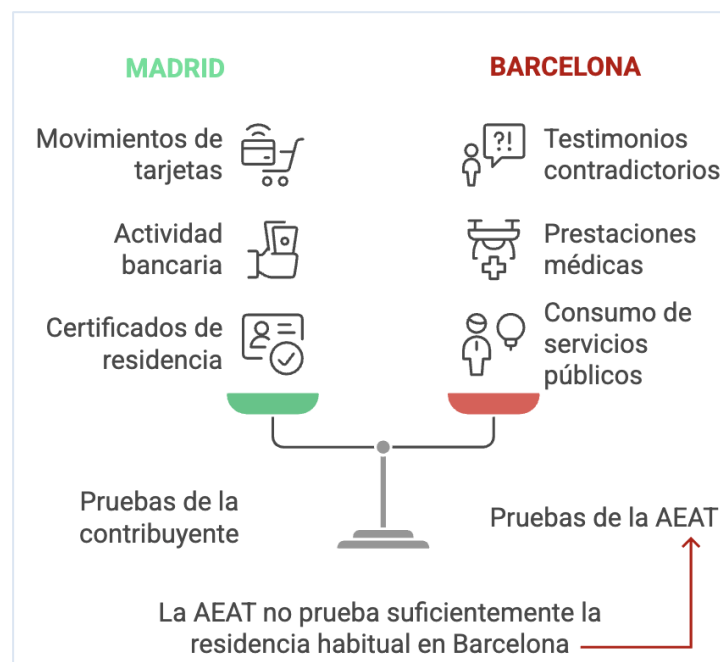 MADRID
BARCELONA
Movimientos de
tarjetas
?!
Testimonios
contradictorios
Actividad
bancaria
Prestaciones
médicas
Certificados de
residencia
Consumo de
servicios
públicos
Pruebas de la
contribuyente
Pruebas de la AEAT
La AEAT no prueba suficientemente la
residencia habitual en Barcelona